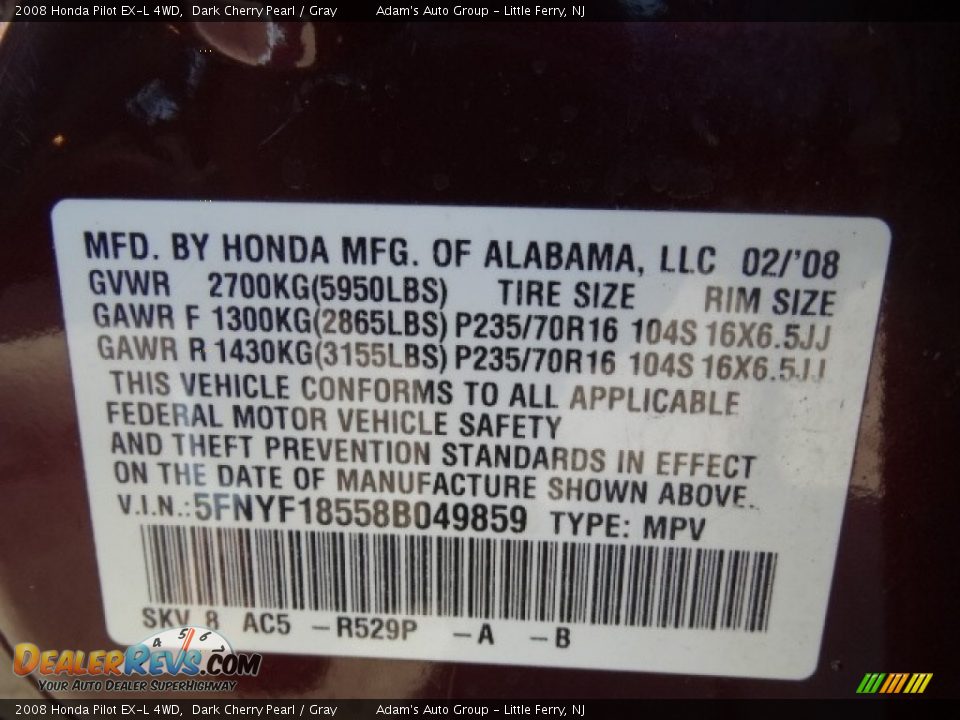 2008 Honda Pilot EX-L 4WD, Dark Cherry Pearl / Gray Adam's Auto Group - Little Ferry, NJ
MFD. BY HONDA MFG. OF ALABAMA, LLC 02/'08
GVWR 2700KG(5950LBS) TIRE SIZE RIM SIZE
GAWR F 1300KG(2865LBS) P235/70R16 104S 16X6.5JJ
GAWR R 1430KG(3155LBS) P235/70R16 104S 16X6.5JJ
THIS VEHICLE CONFORMS TO ALL APPLICABLE
FEDERAL MOTOR VEHICLE SAFETY
AND THEFT PREVENTION STANDARDS IN EFFECT
ON THE DATE OF MANUFACTURE SHOWN ABOVE.
V.I.N.:5FNYF18558B049859 TYPE: MPV
SKV 8 AC5 -R529P -A -B
4 5 6 7
DEALERREVS.COM
YOUR AUTO DEALER SUPERHIGHWAY
2008 Honda Pilot EX-L 4WD, Dark Cherry Pearl / Gray Adam's Auto Group - Little Ferry, NJ